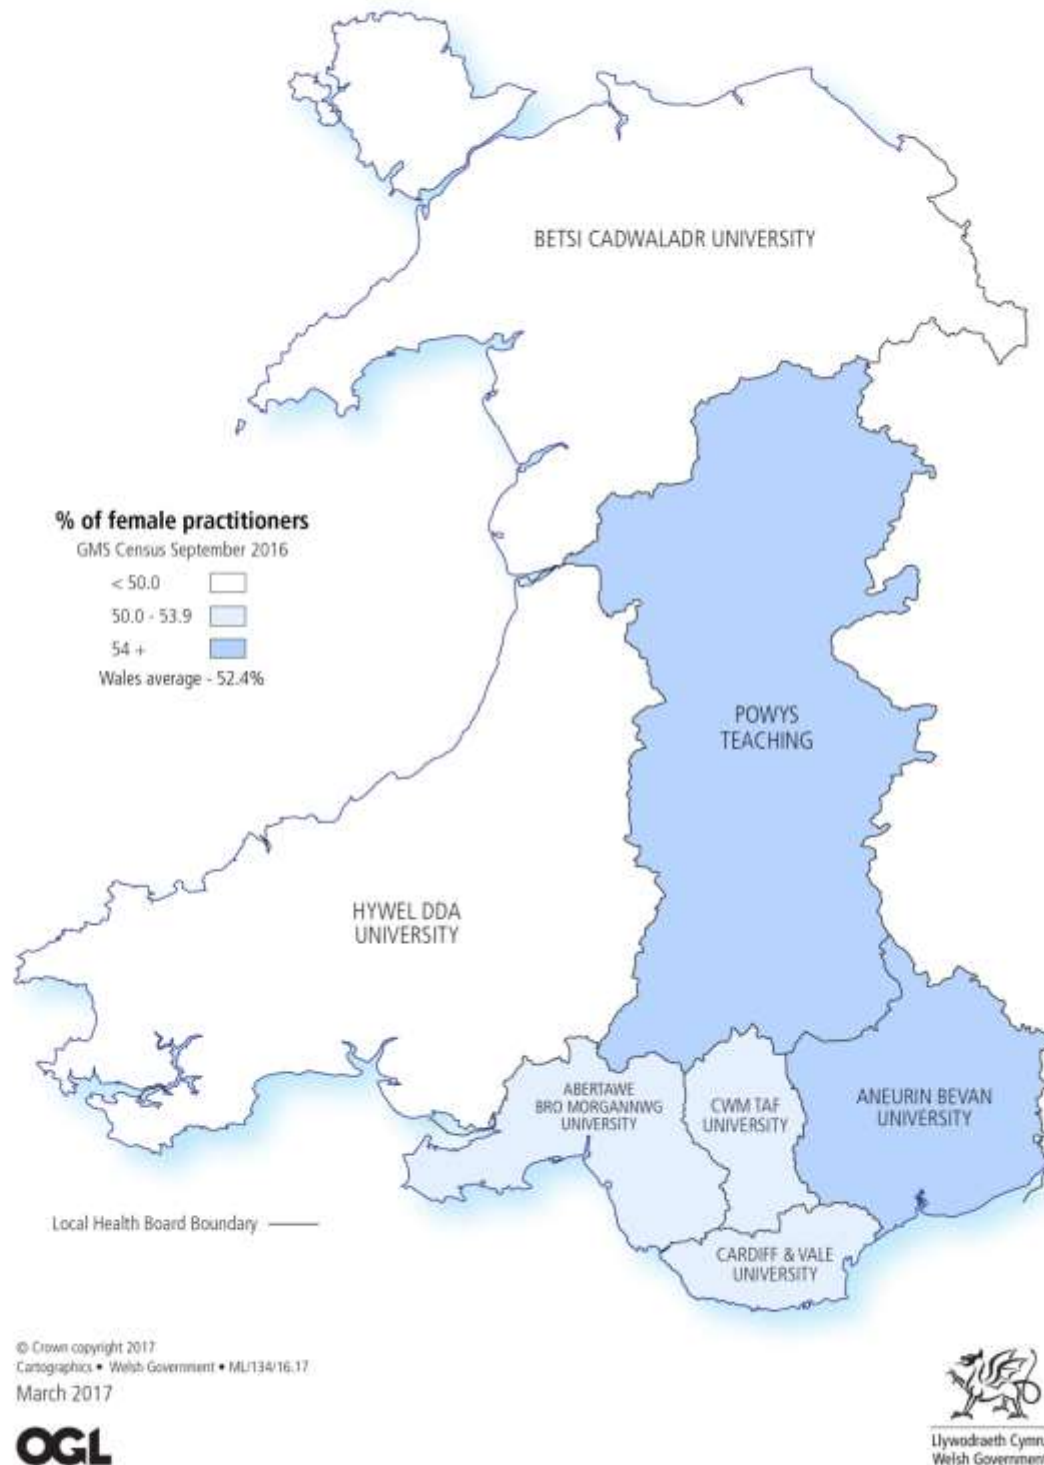 BETSI CADWALADR UNIVERSITY
% of female practitioners
GMS Census September 2016
< 50.0
50.0 - 53.9
54 +
Wales average - 52.4%
POWYS
TEACHING
HYWEL DDA
UNIVERSITY
ABERTAWE
BRO MORGANNWG
UNIVERSITY
CWM TAF
UNIVERSITY
ANEURIN BEVAN
UNIVERSITY
Local Health Board Boundary
CARDIFF & VALE
UNIVERSITY
© Crown copyright 2017
Cartographics • Welsh Government • ML/134/16.17
March 2017
OGL
Llywodraeth Cymru
Welsh Government